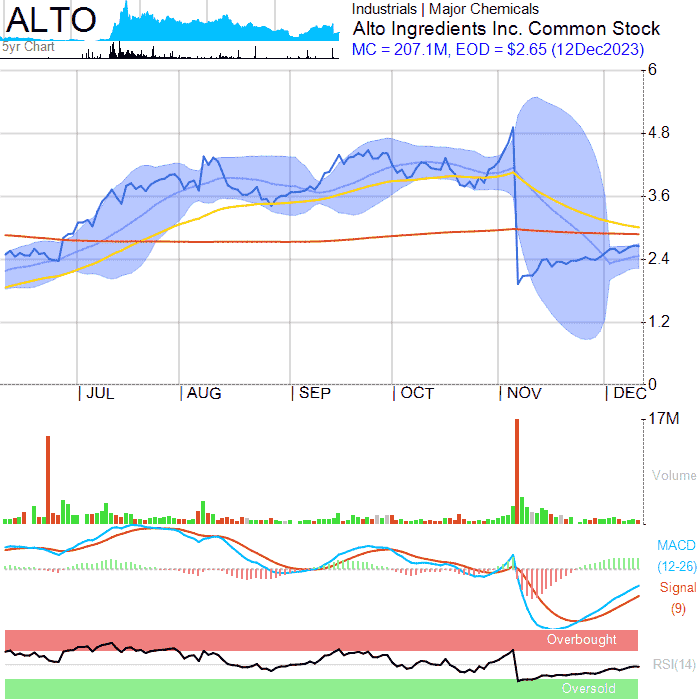 ALTO
5yr Chart
Industrials | Major Chemicals
Alto Ingredients Inc. Common Stock
MC = 207.1M, EOD = $2.65 (12Dec2023)
6
4.8
3.6
2.4
1.2
0
| JUL | AUG | SEP | OCT | NOV | DEC
17M
Volume
MACD
(12-26)
Signal
(9)
Overbought
RSI(14)
Oversold